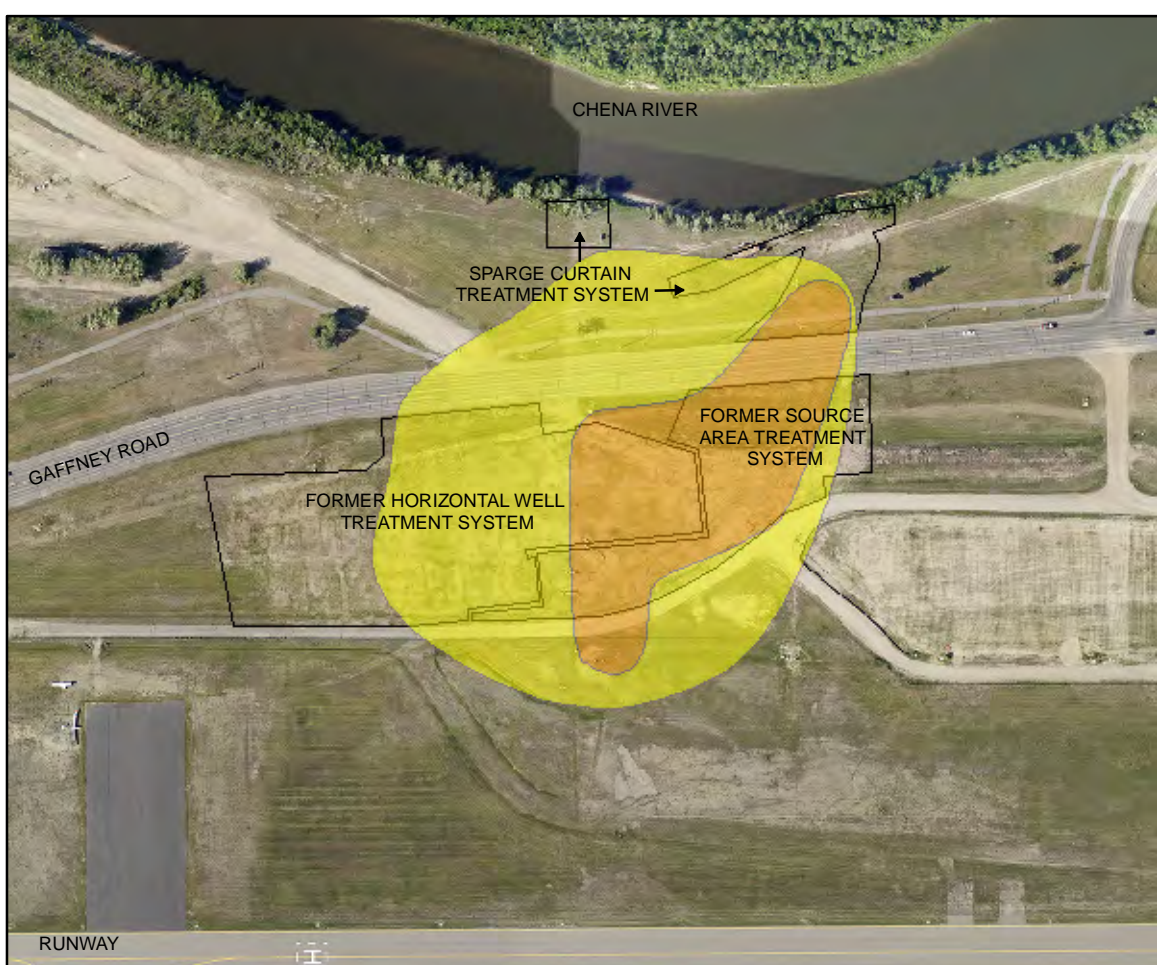 CHENA RIVER
SPARGE CURTAIN
TREATMENT SYSTEM
GAFFNEY ROAD
FORMER SOURCE
AREA TREATMENT
SYSTEM
FORMER HORIZONTAL WELL
TREATMENT SYSTEM
RUNWAY
H